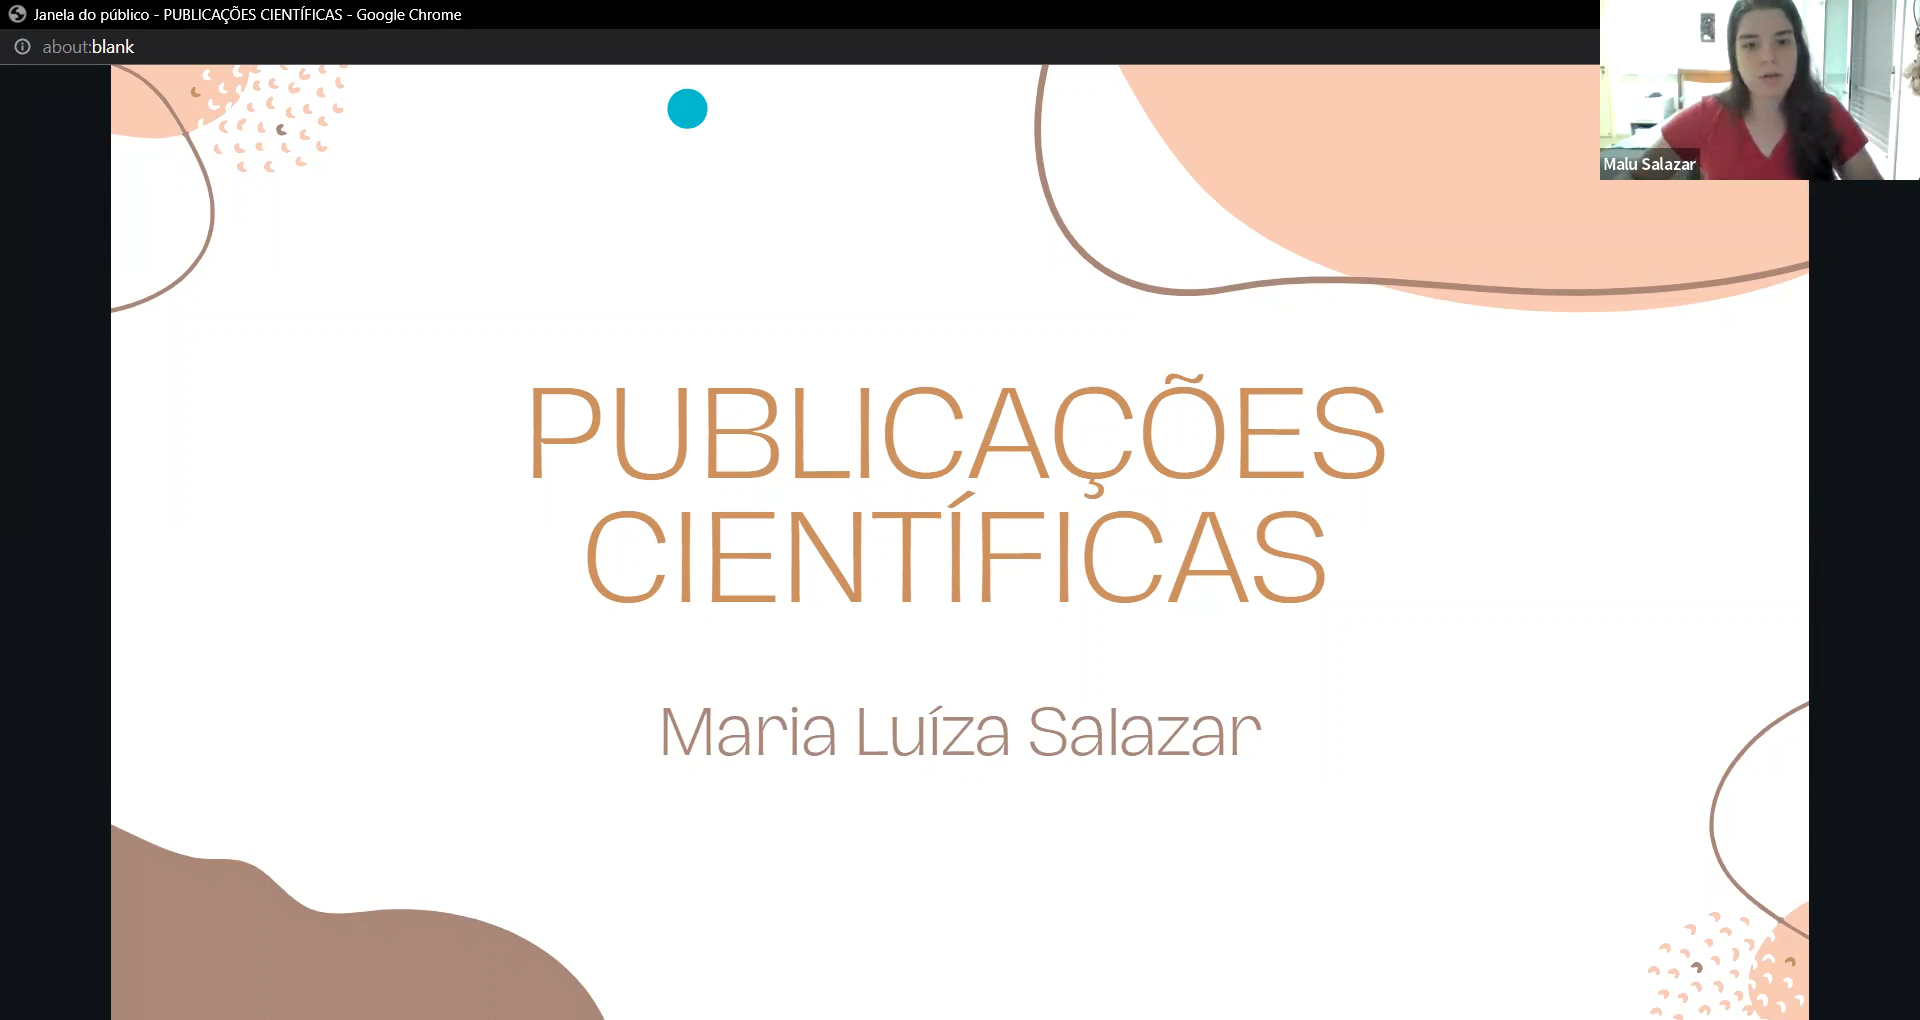 Janela do público - PUBLICAÇÕES CIENTÍFICAS - Google Chrome
about:blank
Malu Salazar
PUBLICAÇÕES
CIENTÍFICAS
Maria Luíza Salazar